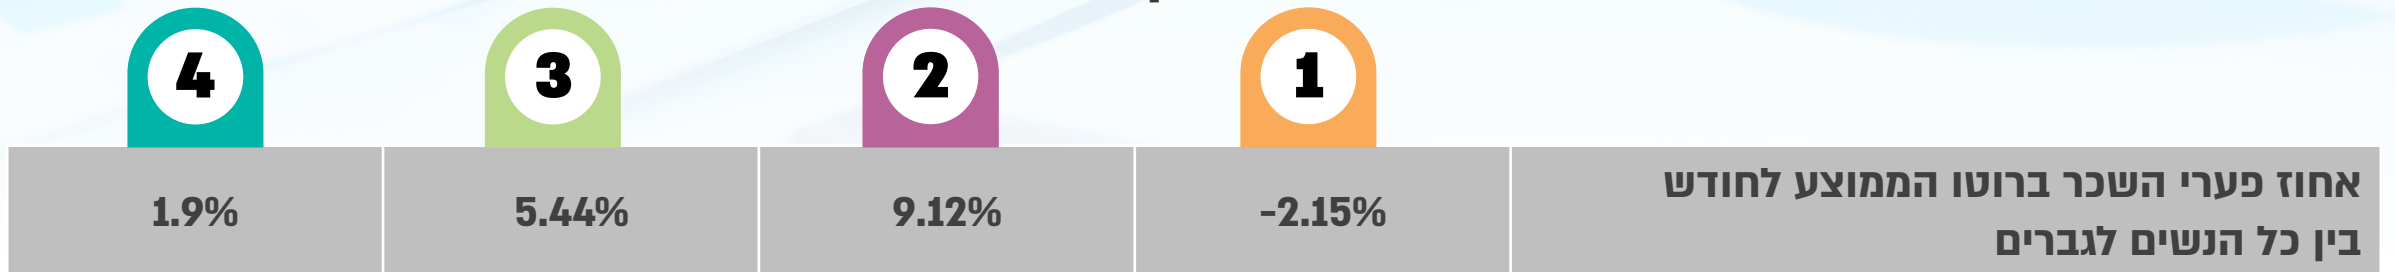 1 2 3 4
אחוז פערי השכר ברוטו הממוצע לחודש
בין כל הנשים לגברים
-2.15% 9.12% 5.44% 1.9%